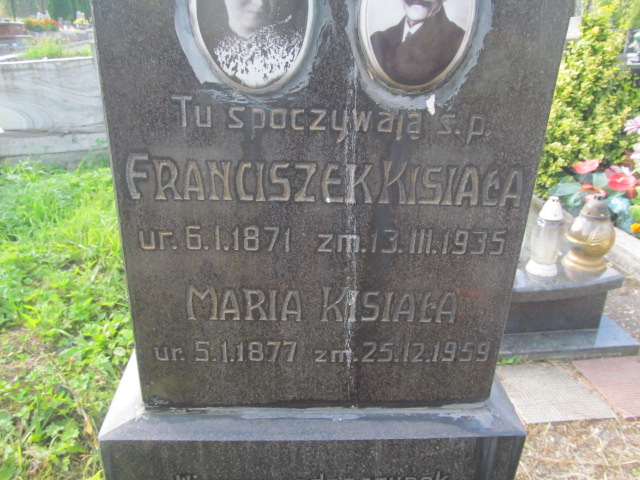 Tu spoczywają ś.p.
FRANCISZEK KISIAŁA
ur. 6.I.1871 zm. 13.III.1935
MARIA KISIAŁA
ur. 5.1.1877 zm. 25.12.1959